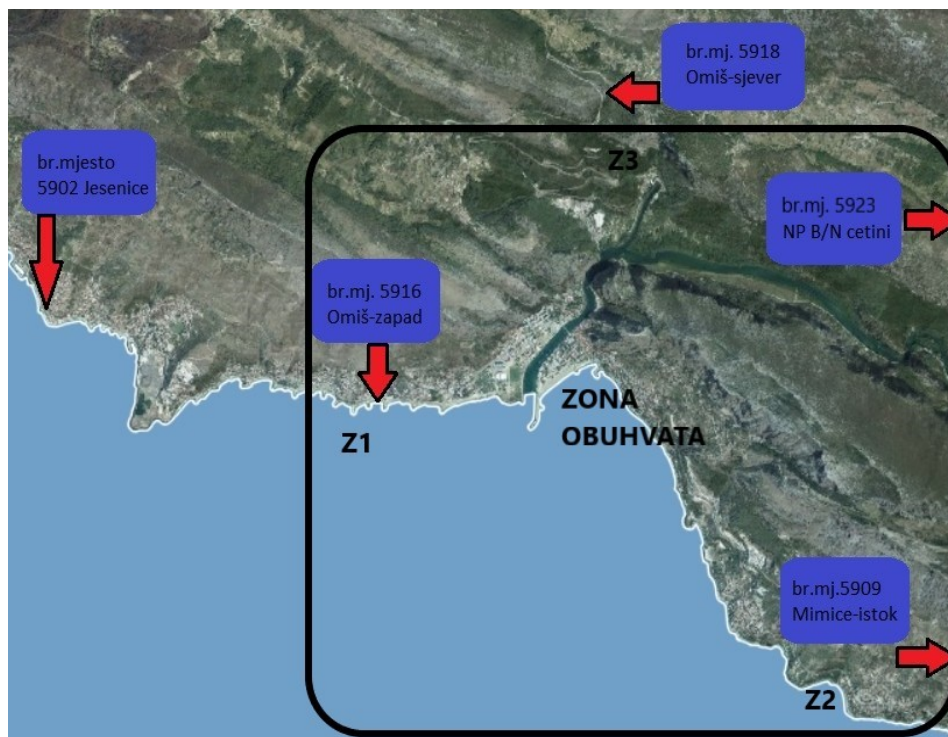 br.mj. 5918
Omiš-sjever
br.mjesto
5902 Jesenice
Z3
br.mj. 5923
NP B/N cetini
br.mj. 5916
Omiš-zapad
ZONA
OBUHVATA
Z1
br.mj.5909
Mimice-istok
Z2